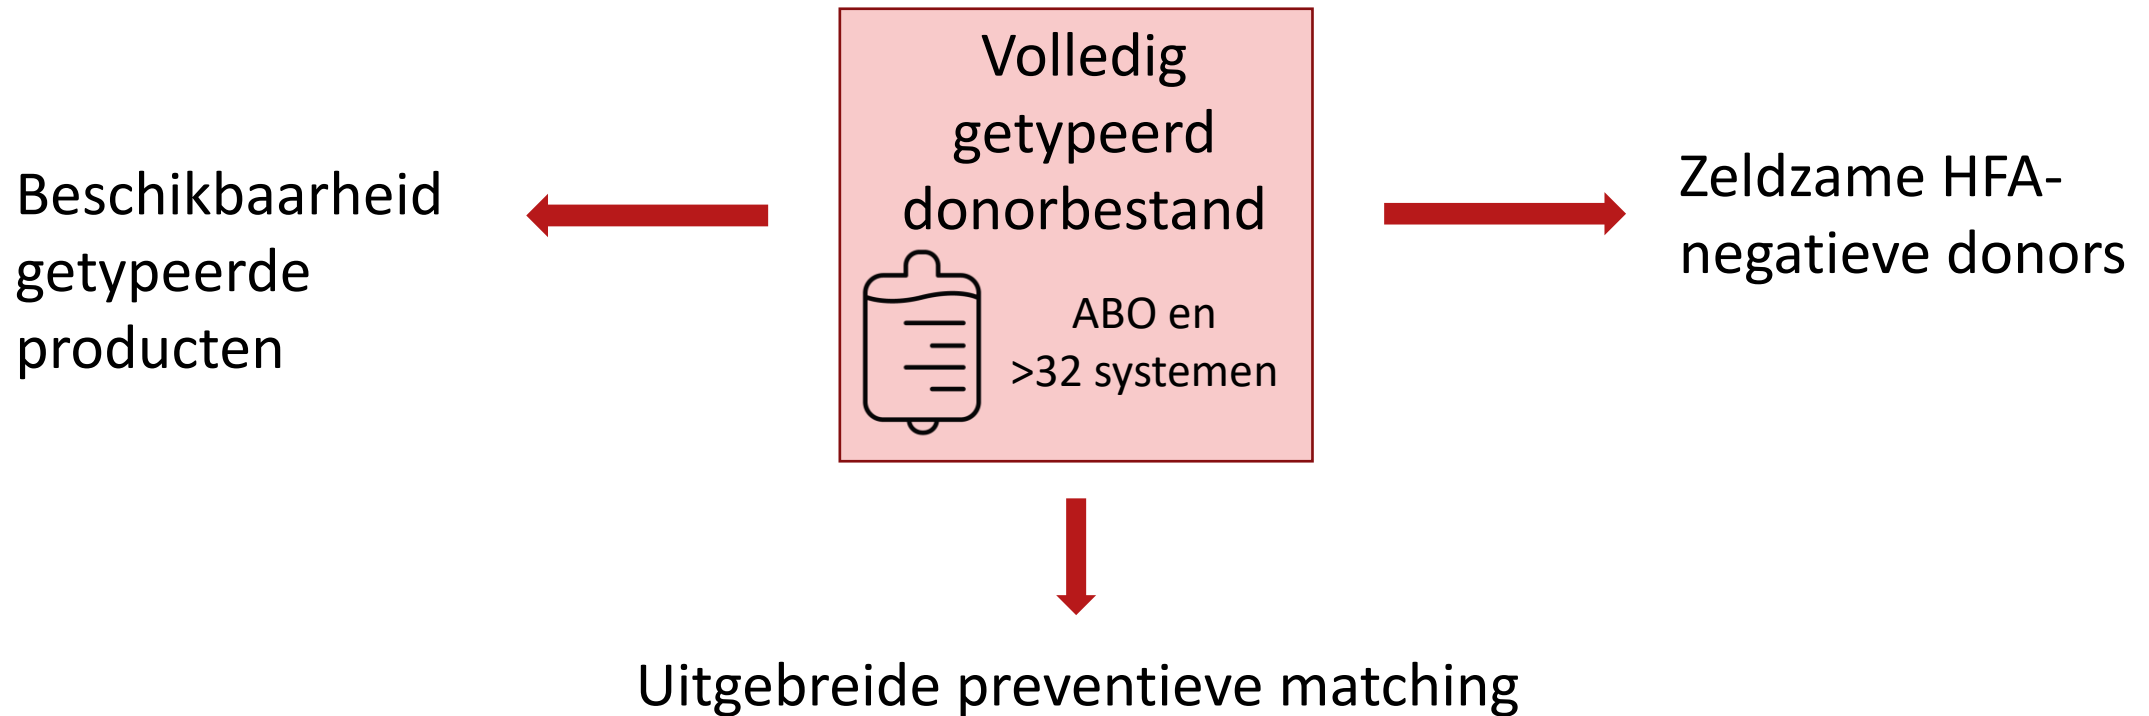 Volledig
getypeerd
donorbestand
ABO en
>32 systemen
Beschikbaarheid
getypeerde
producten
Zeldzame HFA-
negatieve donors
Uitgebreide preventieve matching